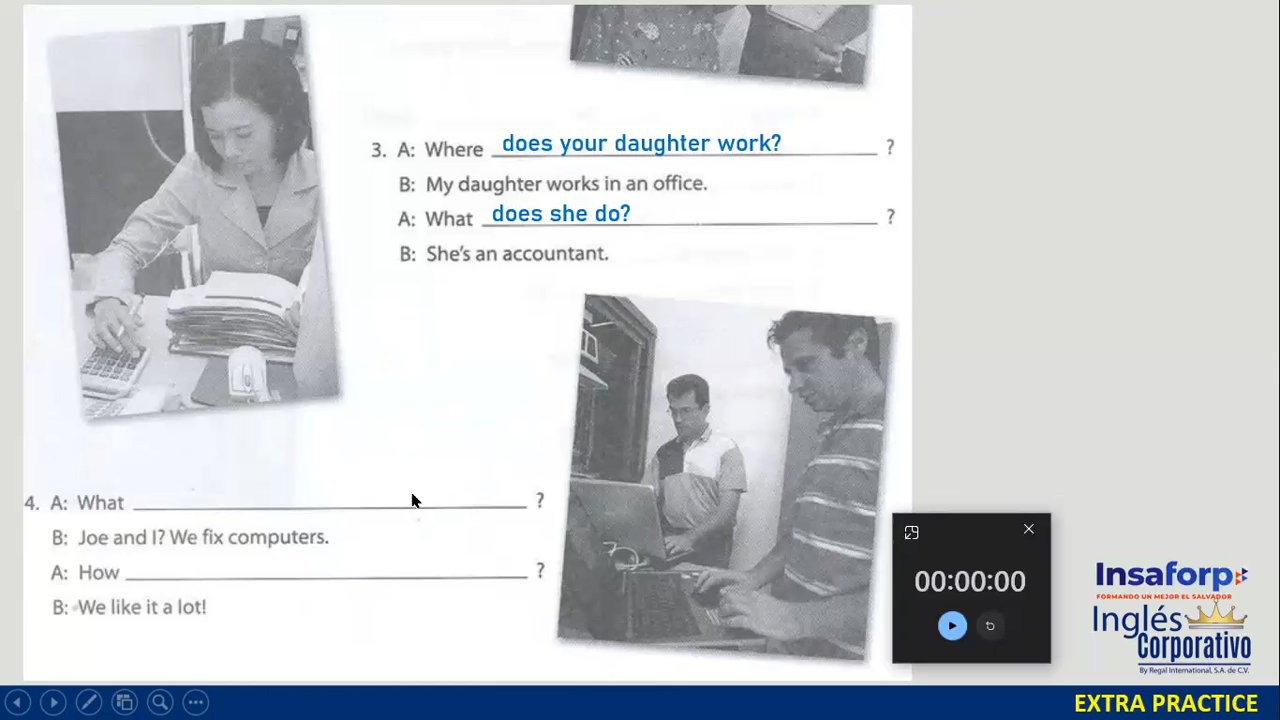 3. A: Where does your daughter work? ?
B: My daughter works in an office.
A: What does she do? ?
B: She's an accountant.
4. A: What ?
B: Joe and I? We fix computers.
A: How ?
B: We like it a lot!
00:00:00
Insaforp
FORMANDO UN MEJOR EL SALVADOR
Inglés
Corporativo
By Regal International, S.A. de C.V.
EXTRA PRACTICE